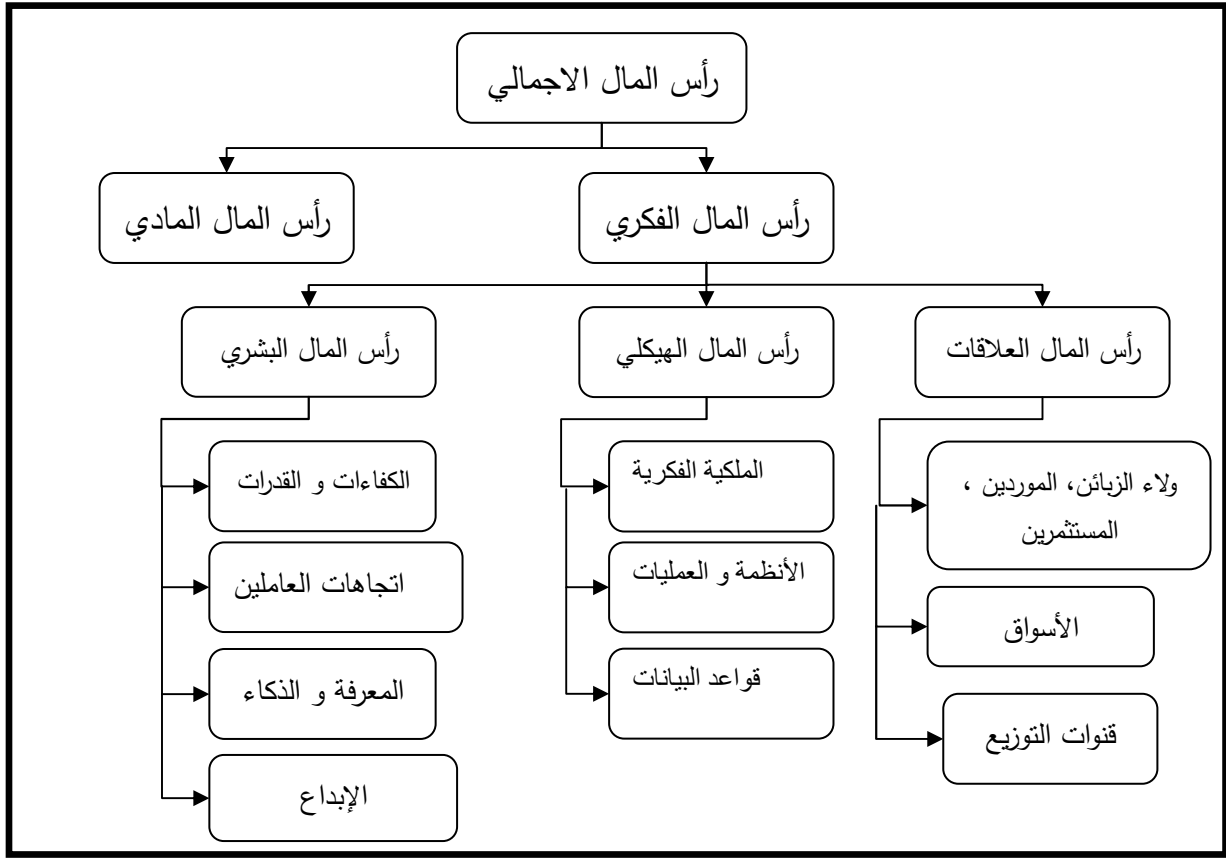 رأس المال الاجمالي
رأس المال الفكري
رأس المال المادي
رأس المال العلاقات
رأس المال الهيكلي
رأس المال البشري
ولاء الزبائن، الموردين ،
المستثمرين
الأسواق
قنوات التوزيع
الملكية الفكرية
الأنظمة و العمليات
قواعد البيانات
الكفاءات و القدرات
اتجاهات العاملين
المعرفة و الذكاء
الإبداع